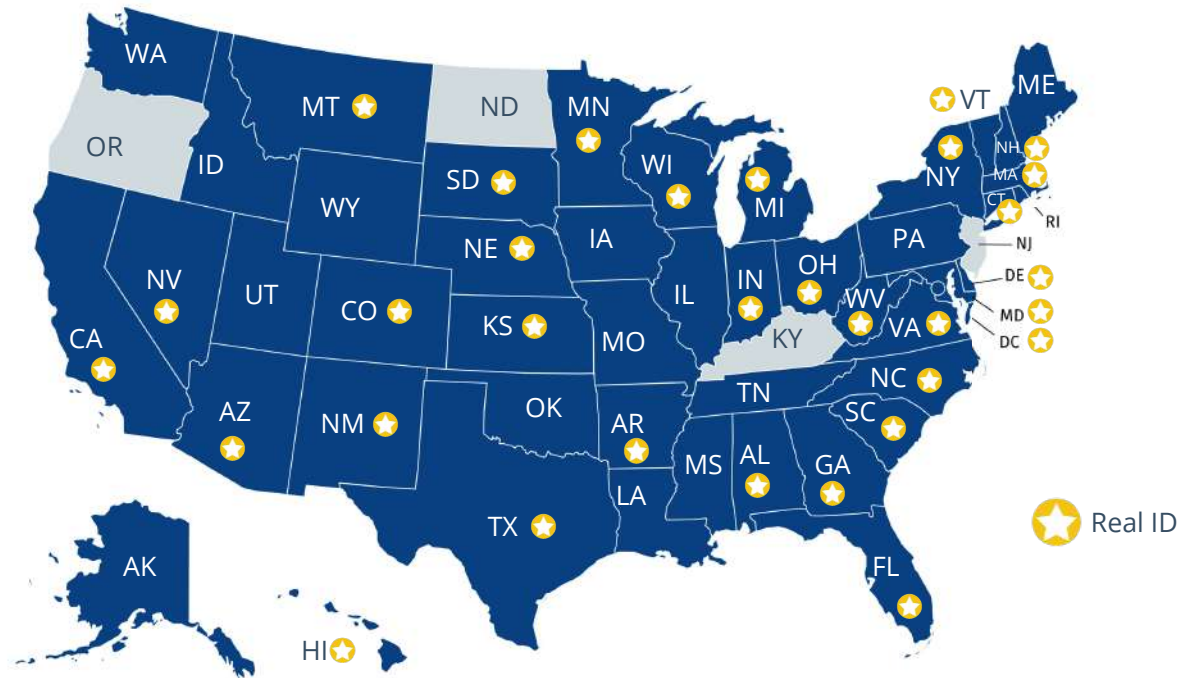 WA
MT
ND
MN
VT
ME
OR
ID
SD
WI
MI
NY
NH
MA
CT
RI
WY
NE
IA
PA
NJ
NV
UT
CO
KS
IL
IN
OH
WV
VA
DE
MD
DC
CA
MO
KY
AZ
NM
OK
AR
TN
NC
SC
MS
AL
GA
TX
LA
Real ID
FL
AK
HI